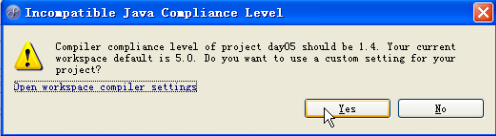 Incompatible Java Compliance Level
Compiler compliance level of project day05 should be 1.4. Your current
workspace default is 5.0. Do you want to use a custom setting for your
project?
Open workspace compiler settings
Yes No